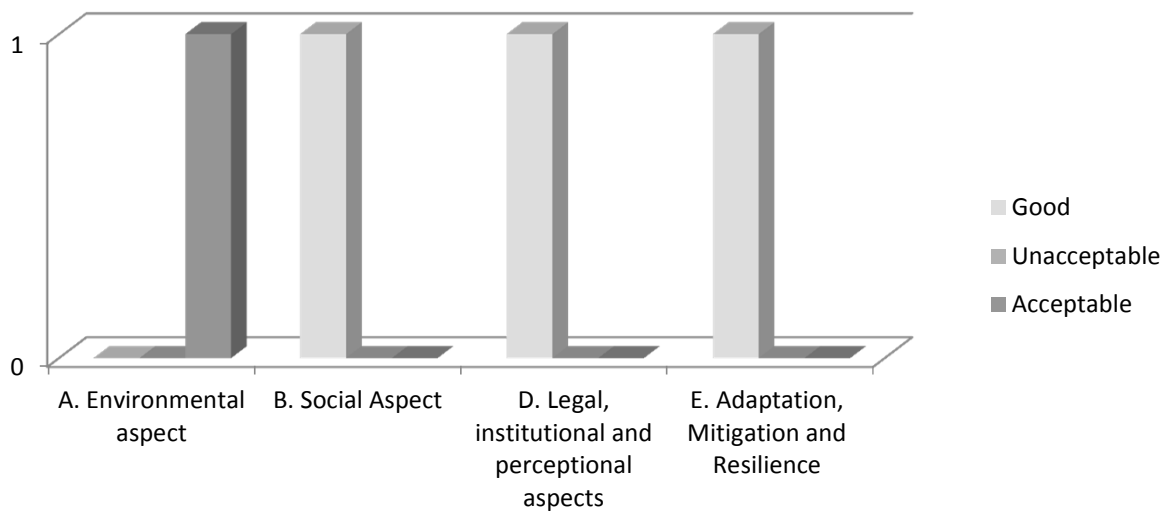 1
0
A. Environmental
aspect
B. Social Aspect
D. Legal,
institutional and
perceptional
aspects
E. Adaptation,
Mitigation and
Resilience
Good
Unacceptable
Acceptable